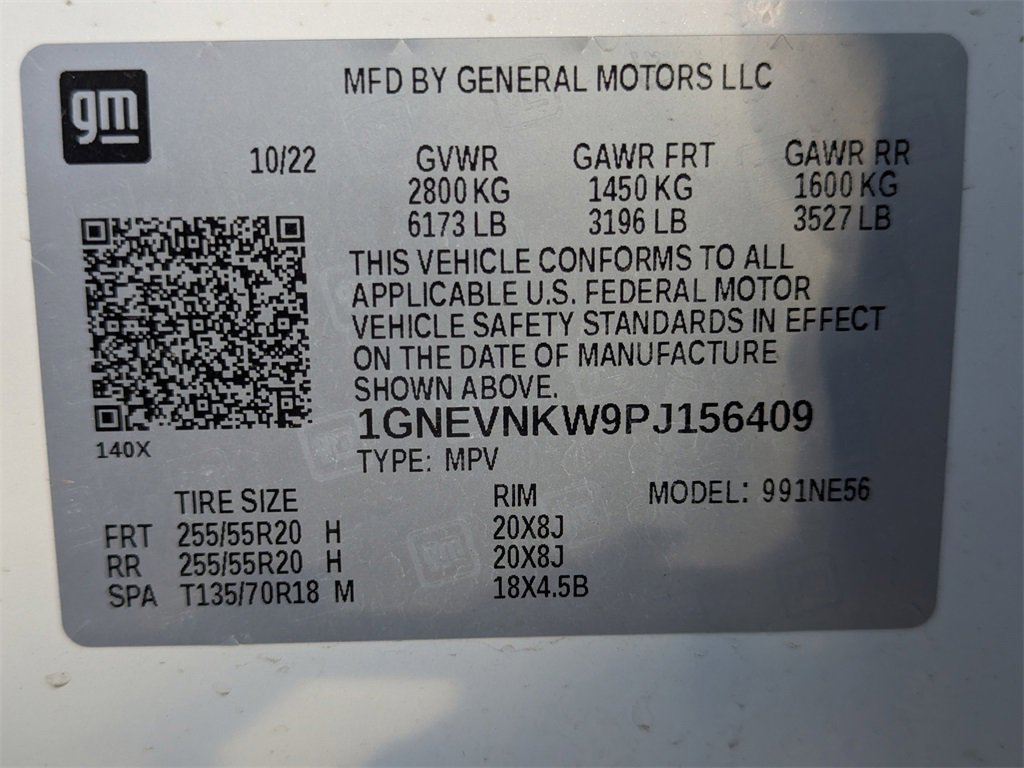 gm
MFD BY GENERAL MOTORS LLC
10/22 GVWR GAWR FRT GAWR RR
2800 KG 1450 KG 1600 KG
6173 LB 3196 LB 3527 LB
THIS VEHICLE CONFORMS TO ALL
APPLICABLE U.S. FEDERAL MOTOR
VEHICLE SAFETY STANDARDS IN EFFECT
ON THE DATE OF MANUFACTURE
SHOWN ABOVE.
1GNEVNKW9PJ156409
140X
TYPE: MPV
TIRE SIZE RIM MODEL: 991NE56
FRT 255/55R20 H 20X8J
RR 255/55R20 H 20X8J
SPA T135/70R18 M 18X4.5B